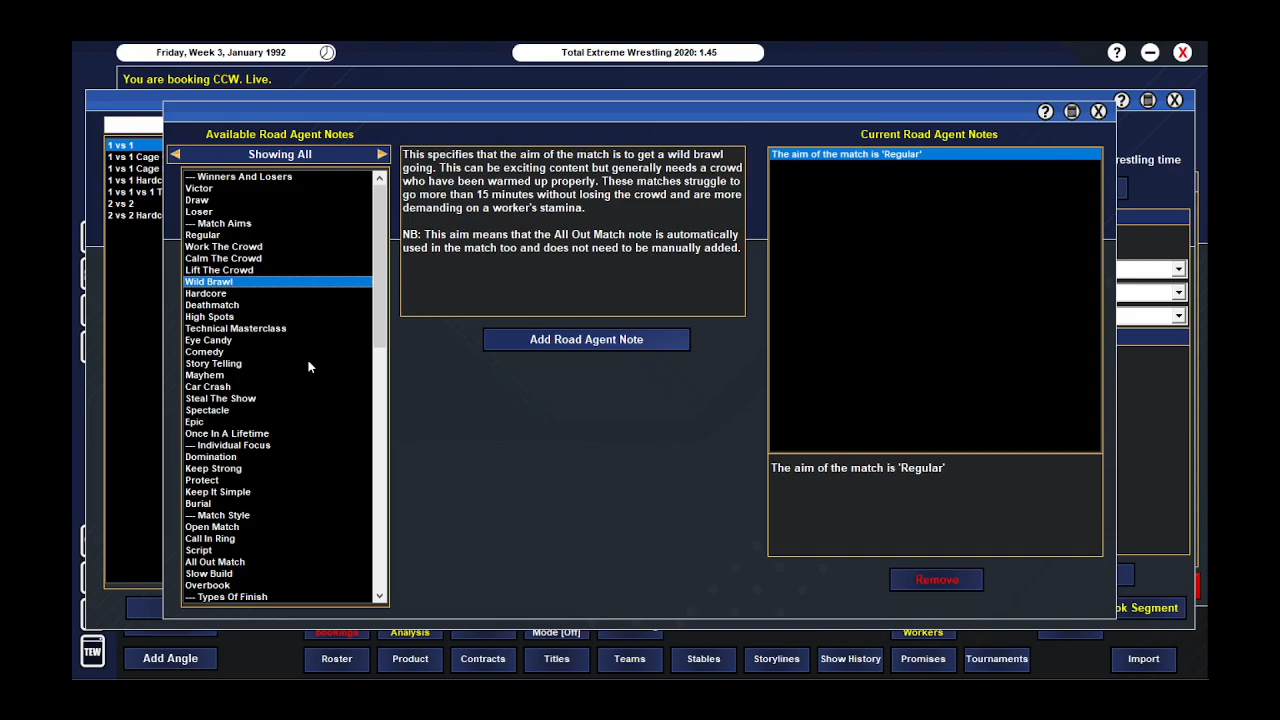 Friday, Week 3, January 1992
Total Extreme Wrestling 2020: 1.45
?
X
You are booking CCW. Live.
?
X
?
X
Available Road Agent Notes
Current Road Agent Notes
Showing All
1 vs 1
1 vs 1 Cage
1 vs 1 Cage
1 vs 1 Hardc
1 vs 1 vs 1 T
2 vs 2
2 vs 2 Hardc
--- Winners And Losers
Victor
Draw
Loser
--- Match Aims
Regular
Work The Crowd
Calm The Crowd
Lift The Crowd
Wild Brawl
Hardcore
Deathmatch
High Spots
Technical Masterclass
Eye Candy
Comedy
Story Telling
Mayhem
Car Crash
Steal The Show
Spectacle
Epic
Once In A Lifetime
--- Individual Focus
Domination
Keep Strong
Protect
Keep It Simple
Burial
--- Match Style
Open Match
Call In Ring
Script
All Out Match
Slow Build
Overbook
--- Types Of Finish
This specifies that the aim of the match is to get a wild brawl
going. This can be exciting content but generally needs a crowd
who have been warmed up properly. These matches struggle to
go more than 15 minutes without losing the crowd and are more
demanding on a worker's stamina.
NB: This aim means that the All Out Match note is automatically
used in the match too and does not need to be manually added.
Add Road Agent Note
The aim of the match is 'Regular'
The aim of the match is 'Regular'
Remove
restling time
ok Segment
TEW
Add Angle
Bookings
Analysis
Mode [Off]
Workers
Roster
Product
Contracts
Titles
Teams
Stables
Storylines
Show History
Promises
Tournaments
Import